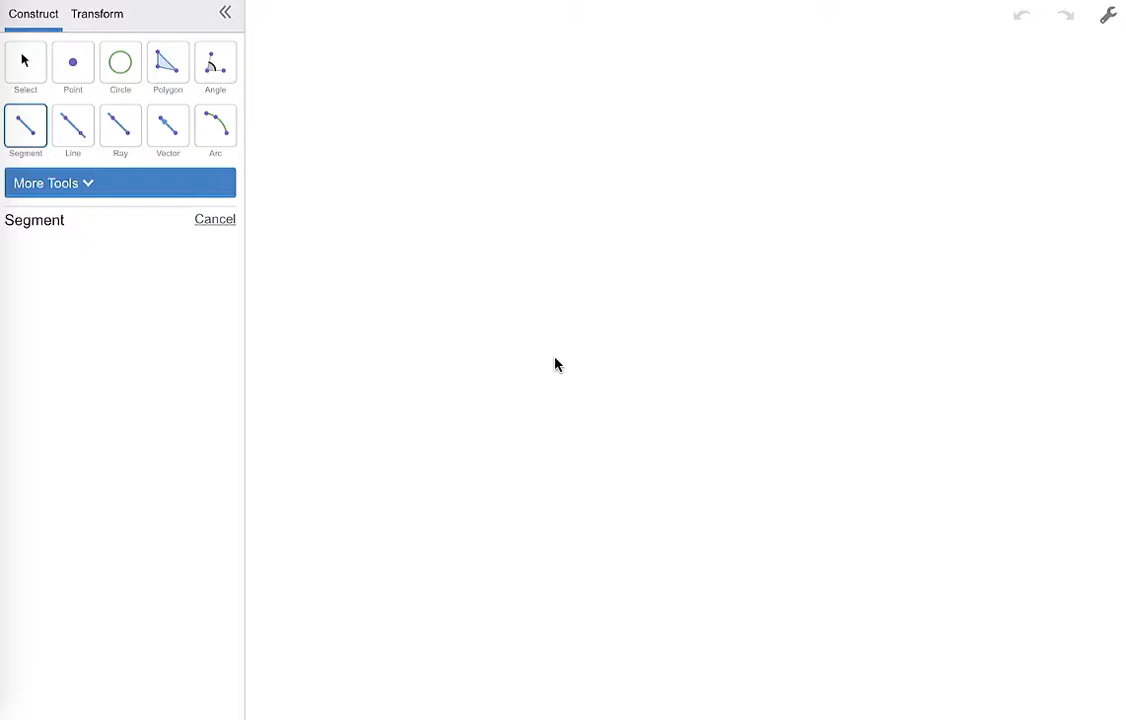 Construct Transform
Select Point Circle Polygon Angle
Segment Line Ray Vector Arc
More Tools
Segment Cancel